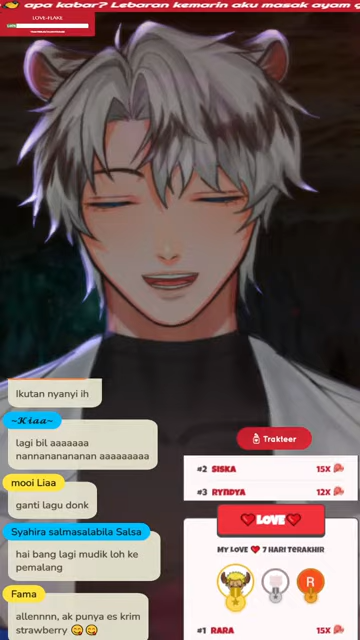 apa kabar? Lebaran kemarin aku masak ayam
LOVE-FLAKE
Ikutan nyanyi ih
~Kiaa~
lagi bil aaaaaaa
nannanananan aaaaaaaaa
mooi Liaa
ganti lagu donk
Syahira salmasalabila Salsa
hai bang lagi mudik loh ke
pemalang
Fama
allennnn, ak punya es krim
strawberry 😋 😋
Trakteer
#2 SISKA 15X
#3 RYNDYA 12X
LOVE
MY LOVE ❤️ 7 HARI TERAKHIR
R
#1 RARA 15X